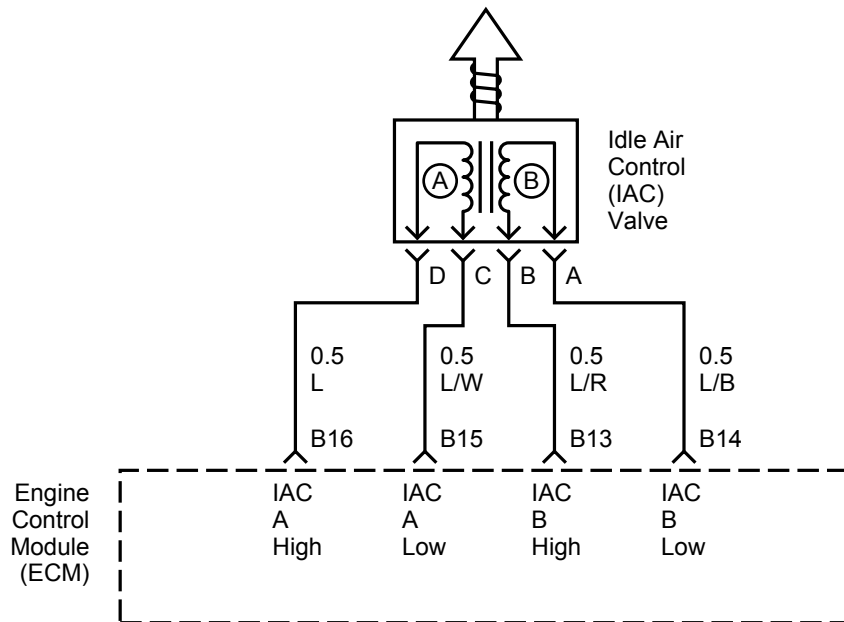 Idle Air
Control
(IAC)
Valve
A
B
D
C
B
A
0.5
L
0.5
L/W
0.5
L/R
0.5
L/B
B16
B15
B13
B14
Engine
Control
Module
(ECM)
IAC
A
High
IAC
A
Low
IAC
B
High
IAC
B
Low